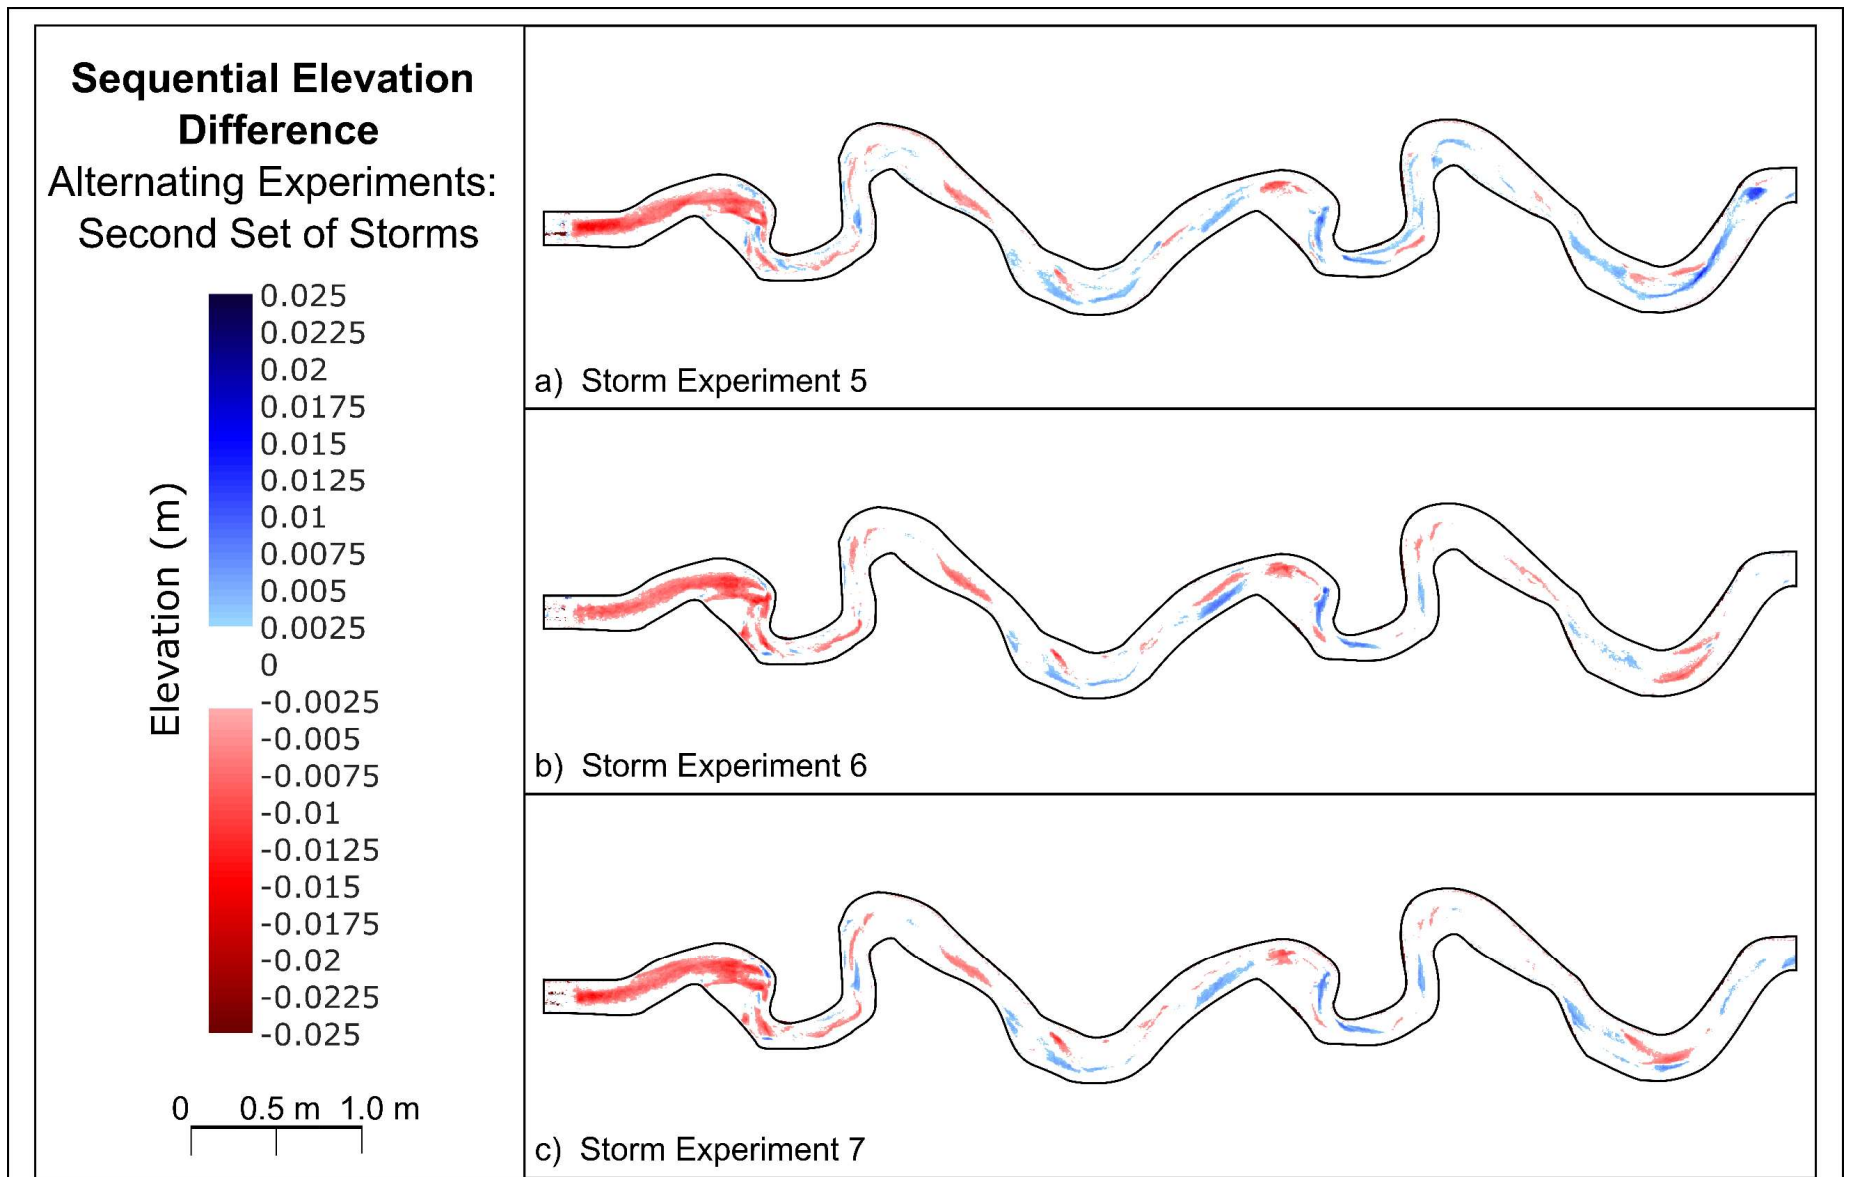 Sequential Elevation
Difference
Alternating Experiments:
Second Set of Storms
Elevation (m)
0.025
0.0225
0.02
0.0175
0.015
0.0125
0.01
0.0075
0.005
0.0025
0
-0.0025
-0.005
-0.0075
-0.01
-0.0125
-0.015
-0.0175
-0.02
-0.0225
-0.025
0 0.5 m 1.0 m
a) Storm Experiment 5
b) Storm Experiment 6
c) Storm Experiment 7